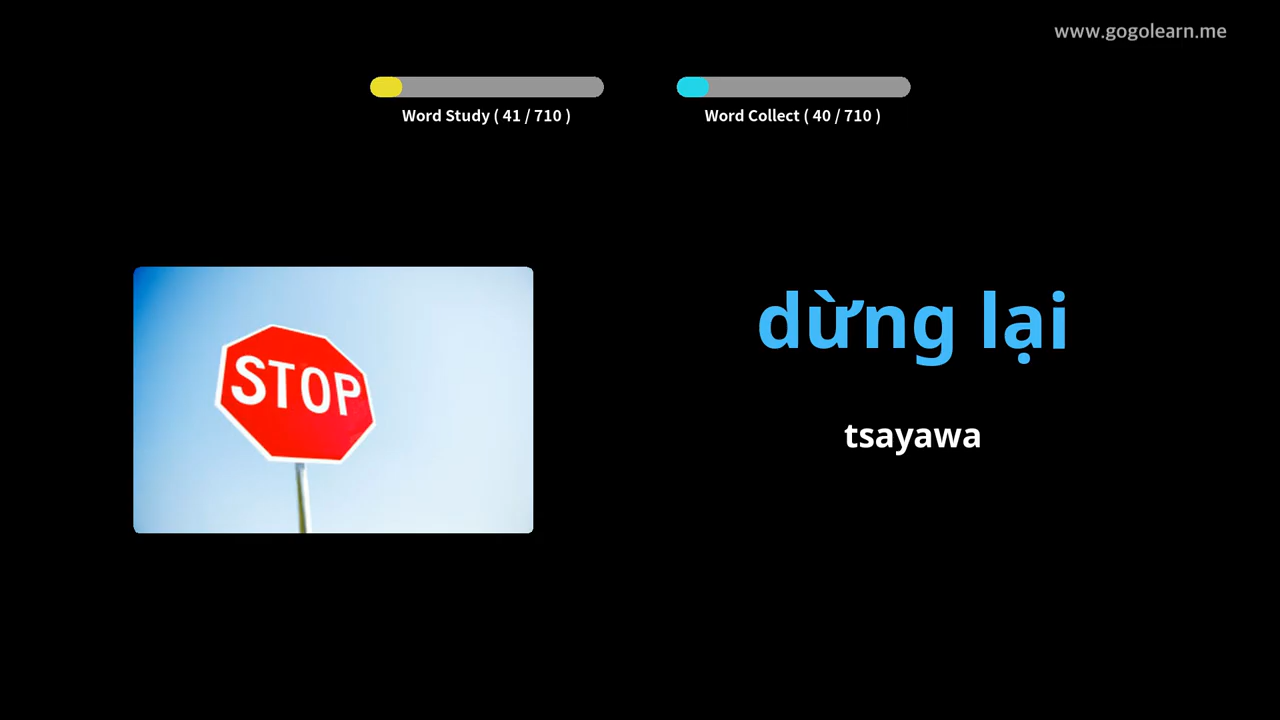 www.gogolearn.me
Word Study ( 41 / 710 )
Word Collect ( 40 / 710 )
STOP
dừng lại
tsayawa